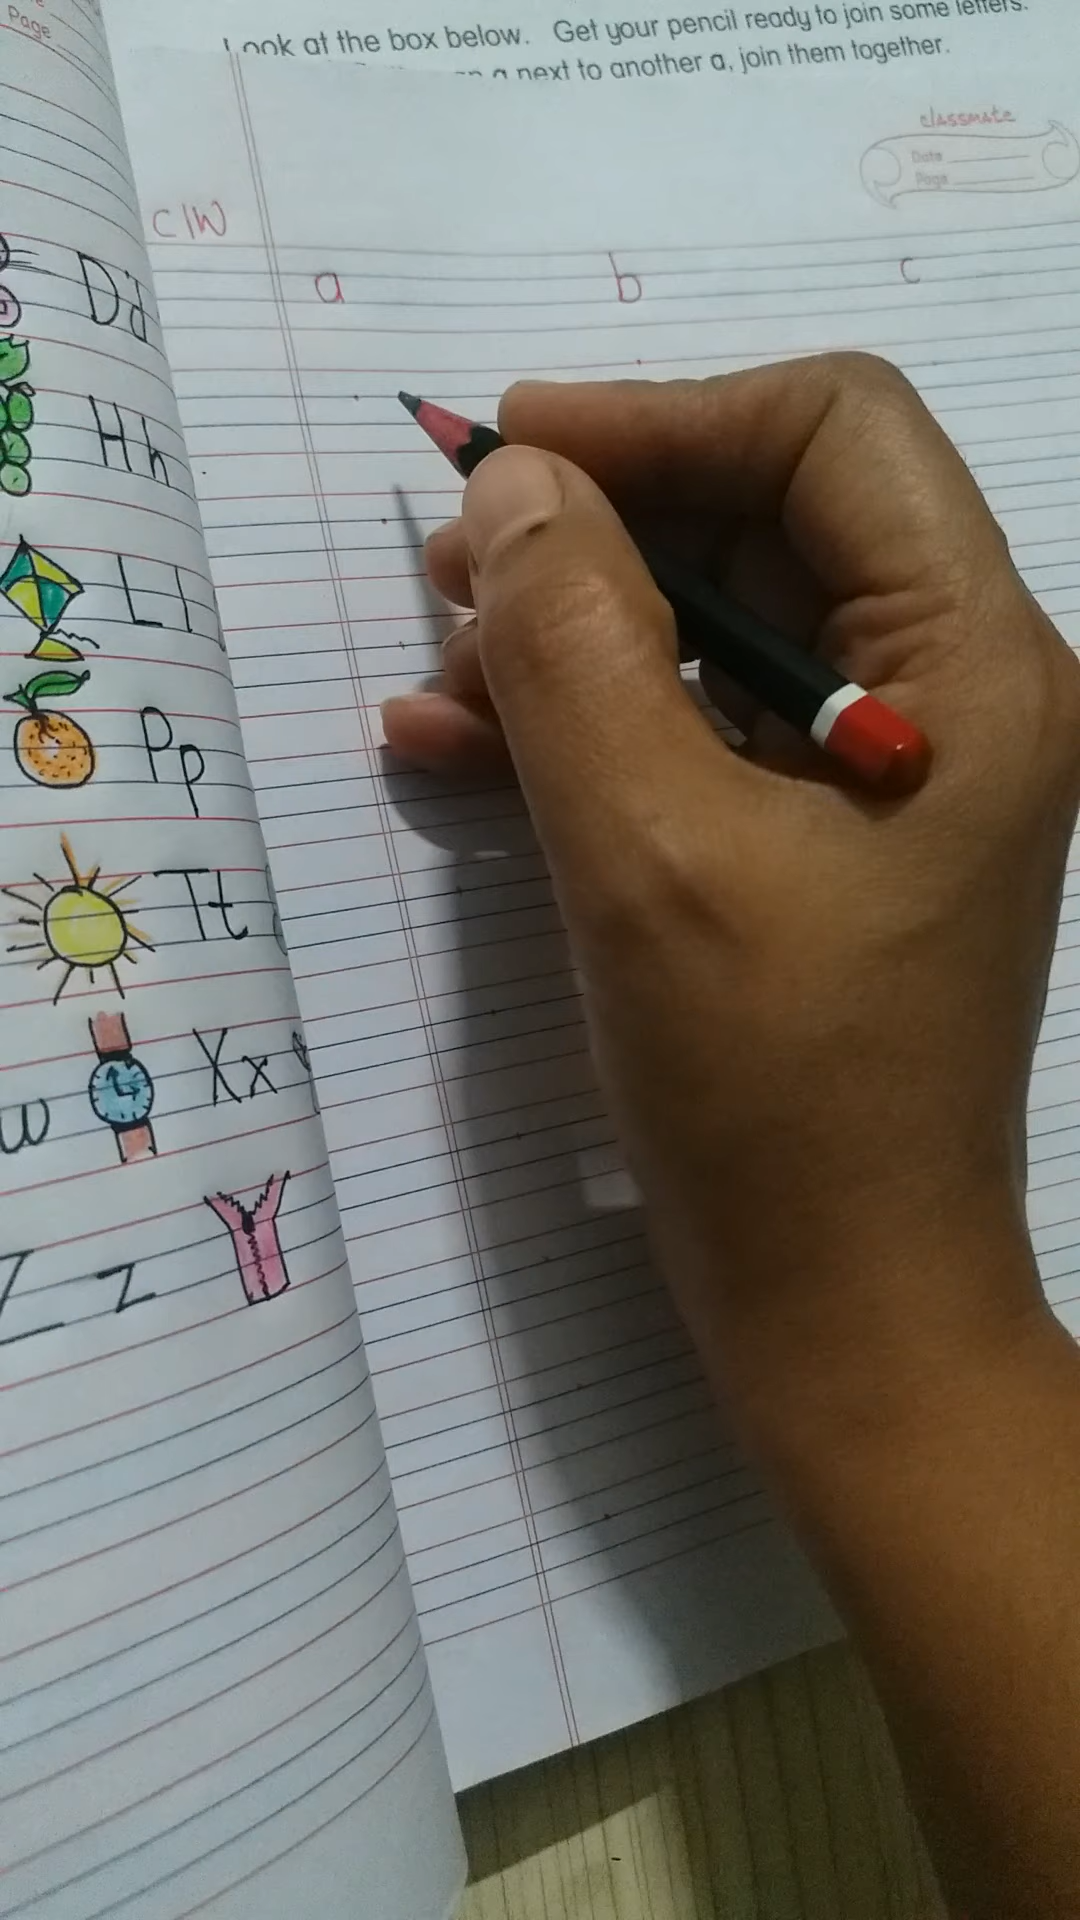 Page
Look at the box below. Get your pencil ready to join some letters.
a next to another a, join them together.
classmate
Date
Page
C/W
a b c
Dd
Hh
Ll
Pp
Tt
w Xx
Z z